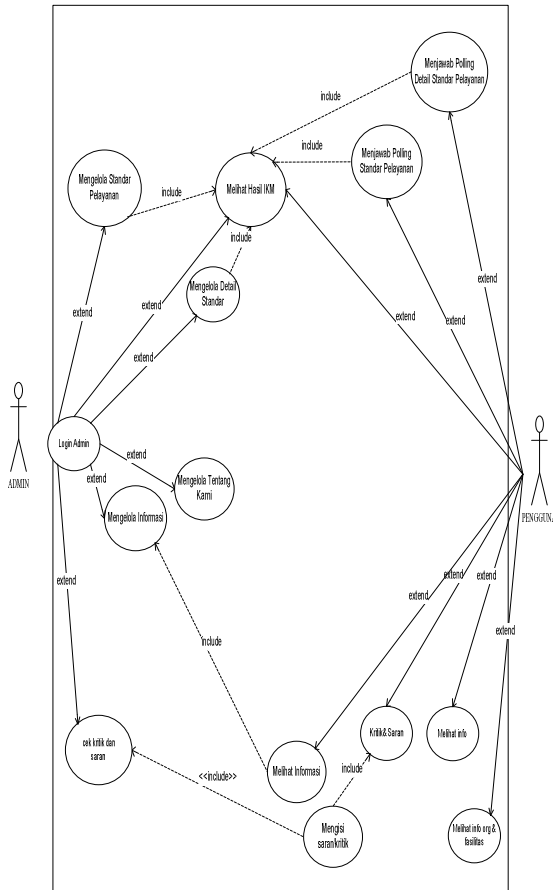 Menjawab Polling
Detail Standar Pelayanan
include
include
Menjawab Polling
Standar Pelayanan
Mengelola Standar
Pelayanan
include
Melihat Hasil IKM
include
Mengelola Detail
Standar
extend
extend
extend
extend
extend
extend
extend
Login Admin
ADMIN
PENGGUNA
extend
extend
Mengelola Tentang
Kami
Mengelola Informasi
extend
extend
extend
extend
extend
include
cek kritik dan
saran
Kritik& Saran
Melihat info
<<include>>
Melihat Informasi
include
Mengisi
saran/kritik
Melihat info org &
fasilitas